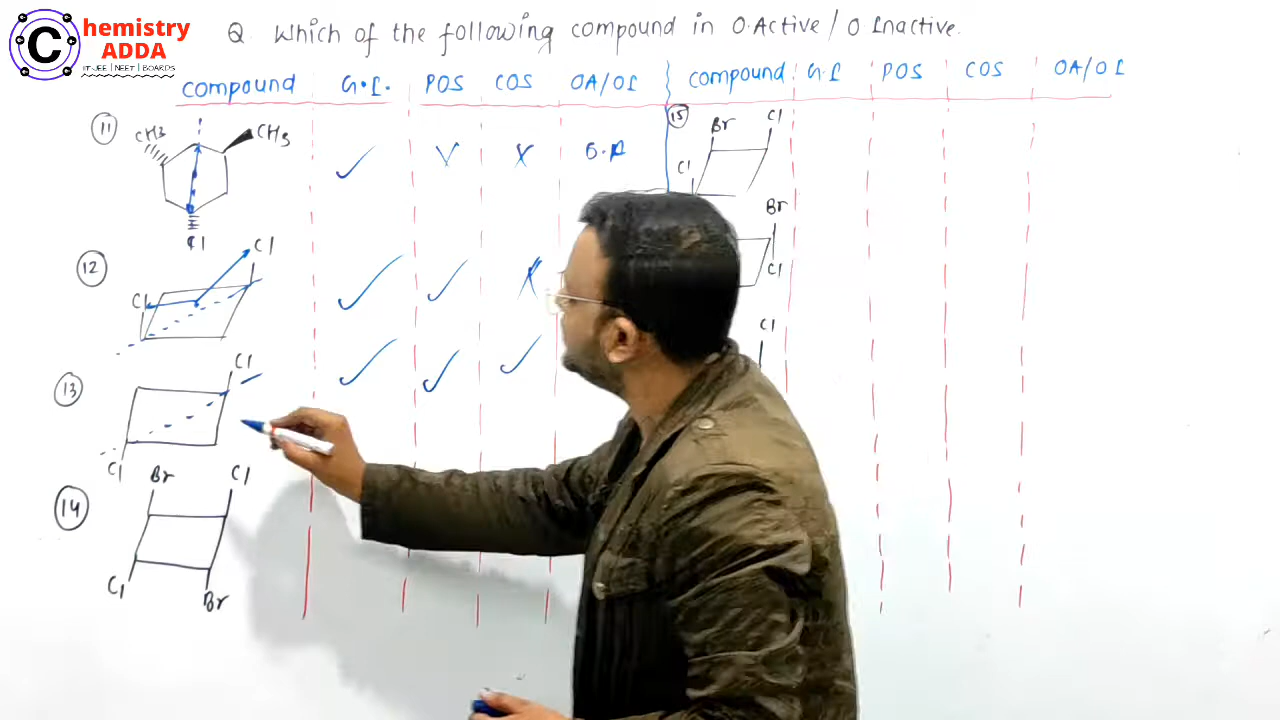 C
hemistry
ADDA
IIT-JEE | NEET | BOARDS
Q. Which of the following compound in O.Active / O Inactive.
compound G.I. POS COS OA/OI
compound G.I POS COS OA/OI
11
CH3
CH3
Cl
✓
✓
X
12
Cl
Cl
✓
✓
X
13
Cl
Cl
✓
✓
✓
14
Br
Cl
Cl
Br
15
Br
Cl
Cl
Br
Cl
Cl